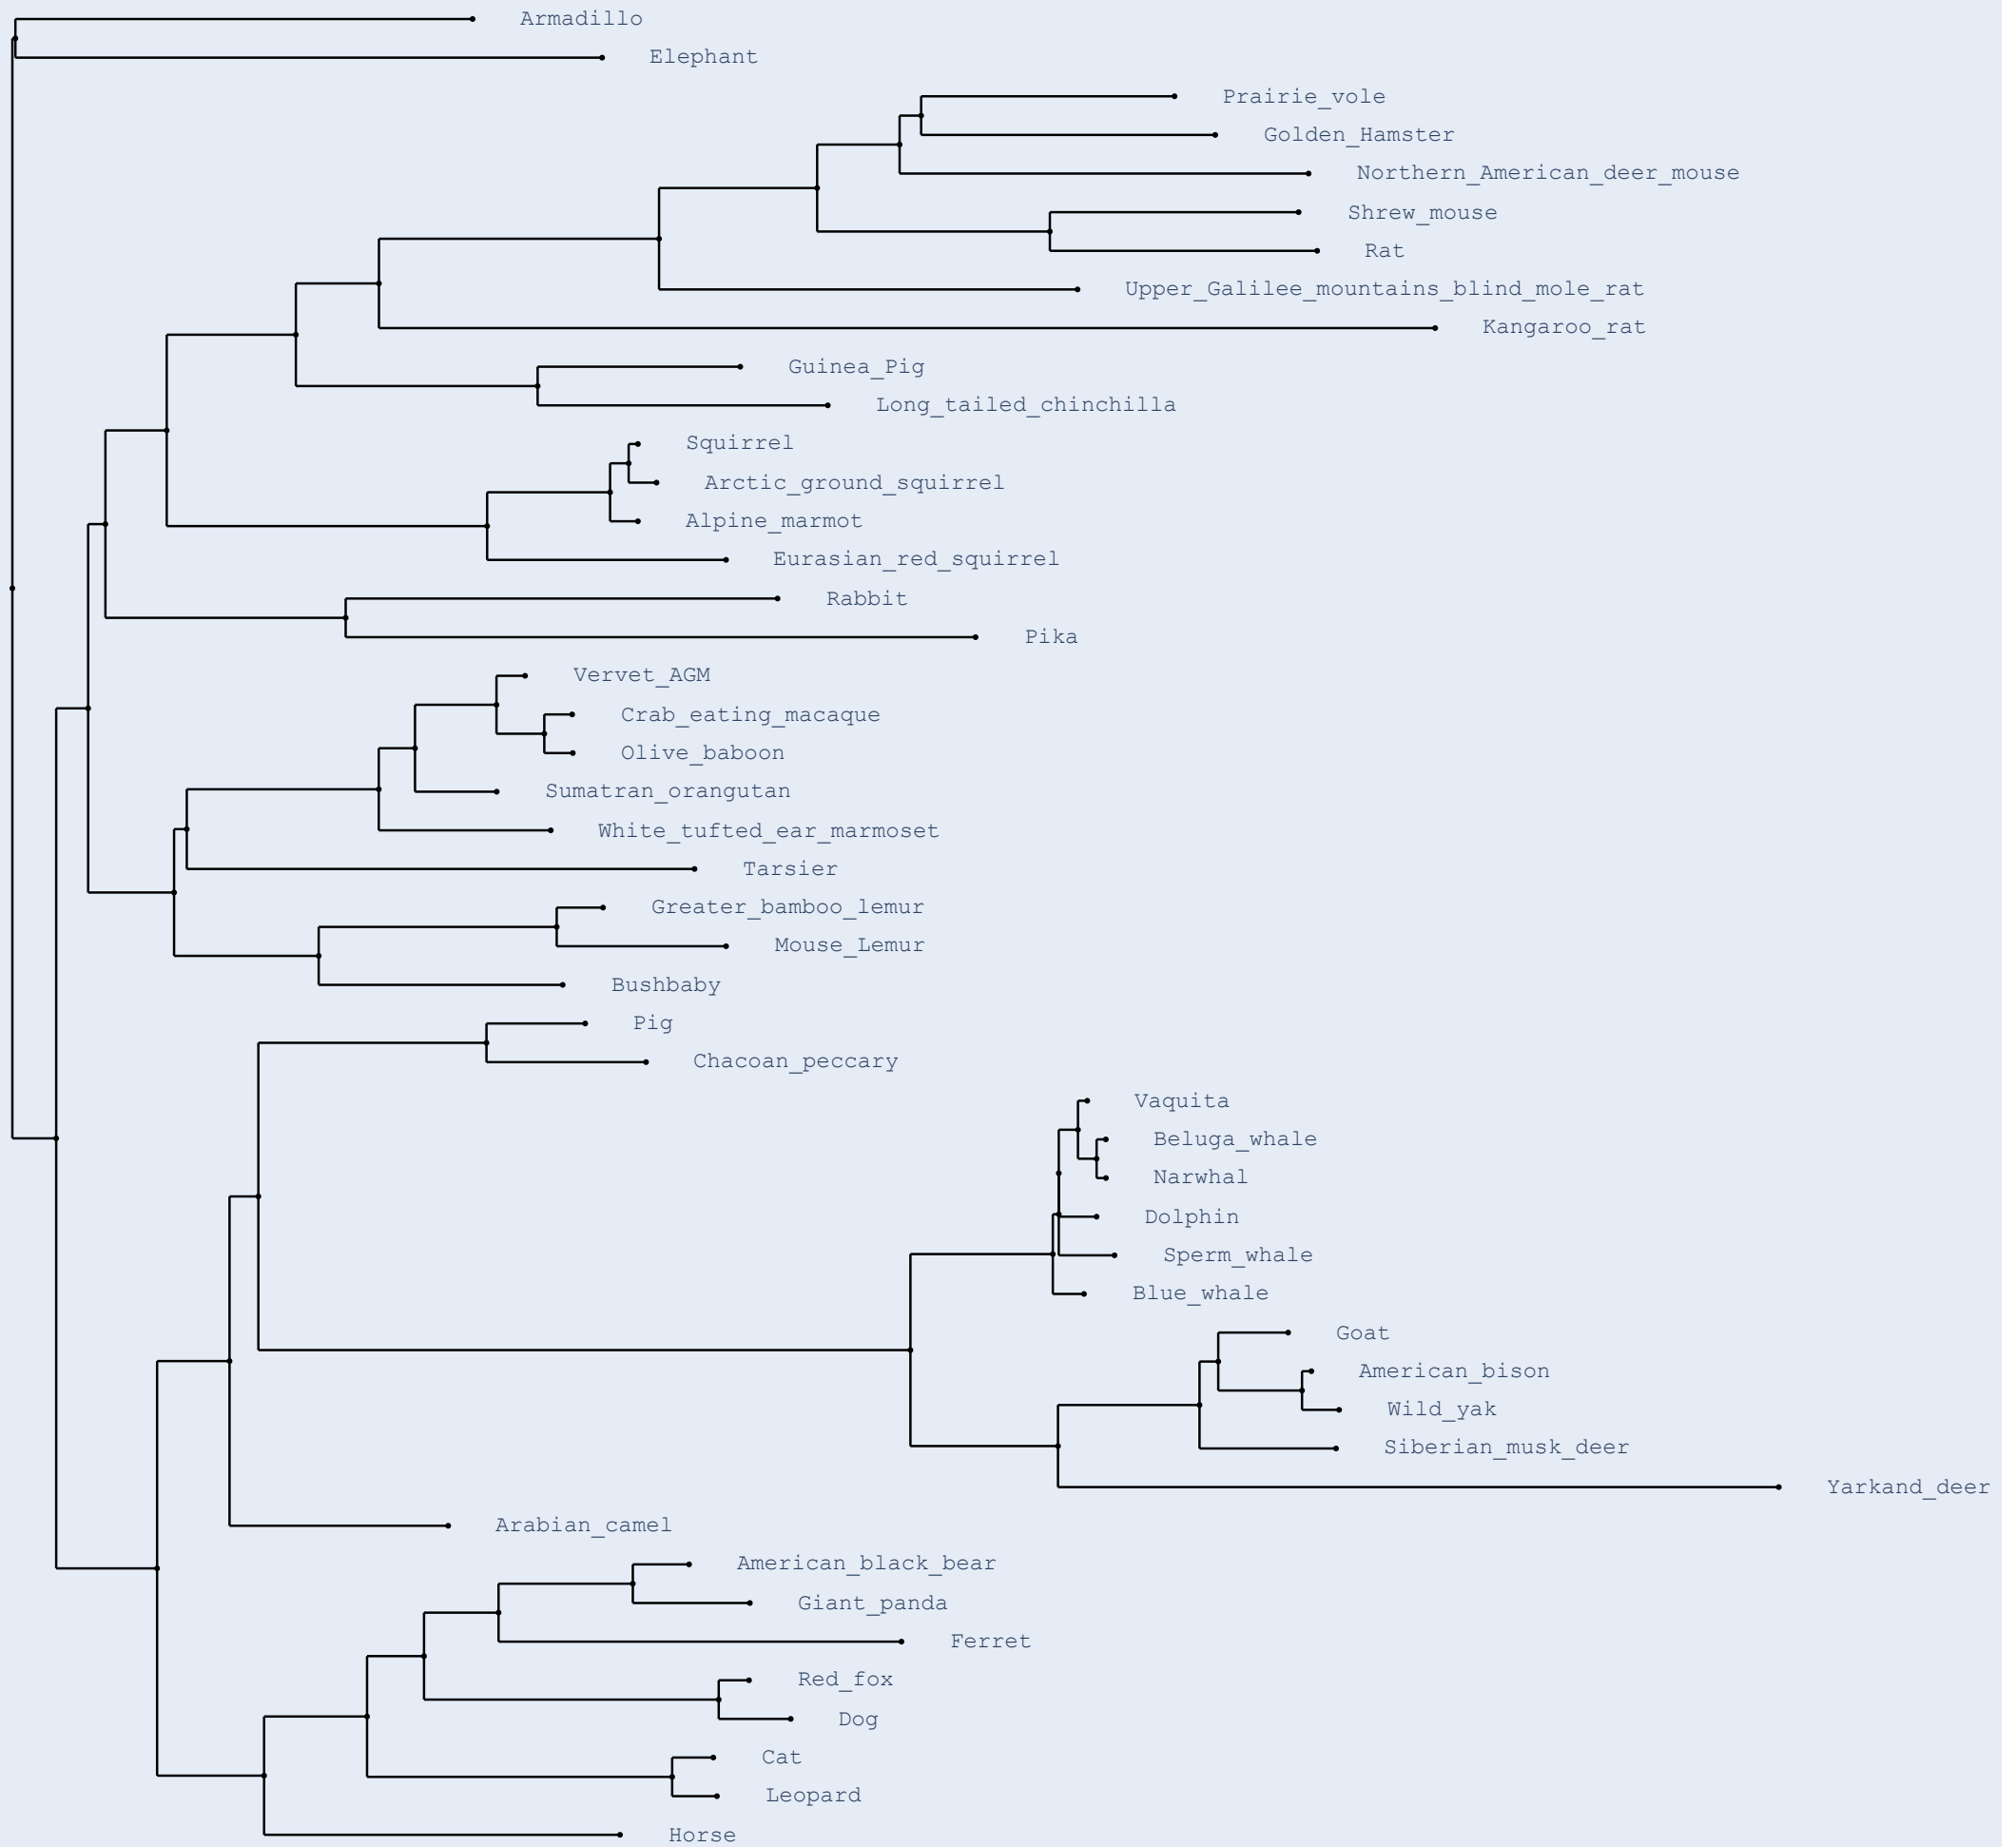 Armadillo
Elephant
Prairie_vole
Golden_Hamster
Northern_American_deer_mouse
Shrew_mouse
Rat
Upper_Galilee_mountains_blind_mole_rat
Kangaroo_rat
Guinea_Pig
Long_tailed_chinchilla
Squirrel
Arctic_ground_squirrel
Alpine_marmot
Eurasian_red_squirrel
Rabbit
Pika
Vervet_AGM
Crab_eating_macaque
Olive_baboon
Sumatran_orangutan
White_tufted_ear_marmoset
Tarsier
Greater_bamboo_lemur
Mouse_Lemur
Bushbaby
Pig
Chacoan_peccary
Vaquita
Beluga_whale
Narwhal
Dolphin
Sperm_whale
Blue_whale
Goat
American_bison
Wild_yak
Siberian_musk_deer
Yarkand_deer
Arabian_camel
American_black_bear
Giant_panda
Ferret
Red_fox
Dog
Cat
Leopard
Horse